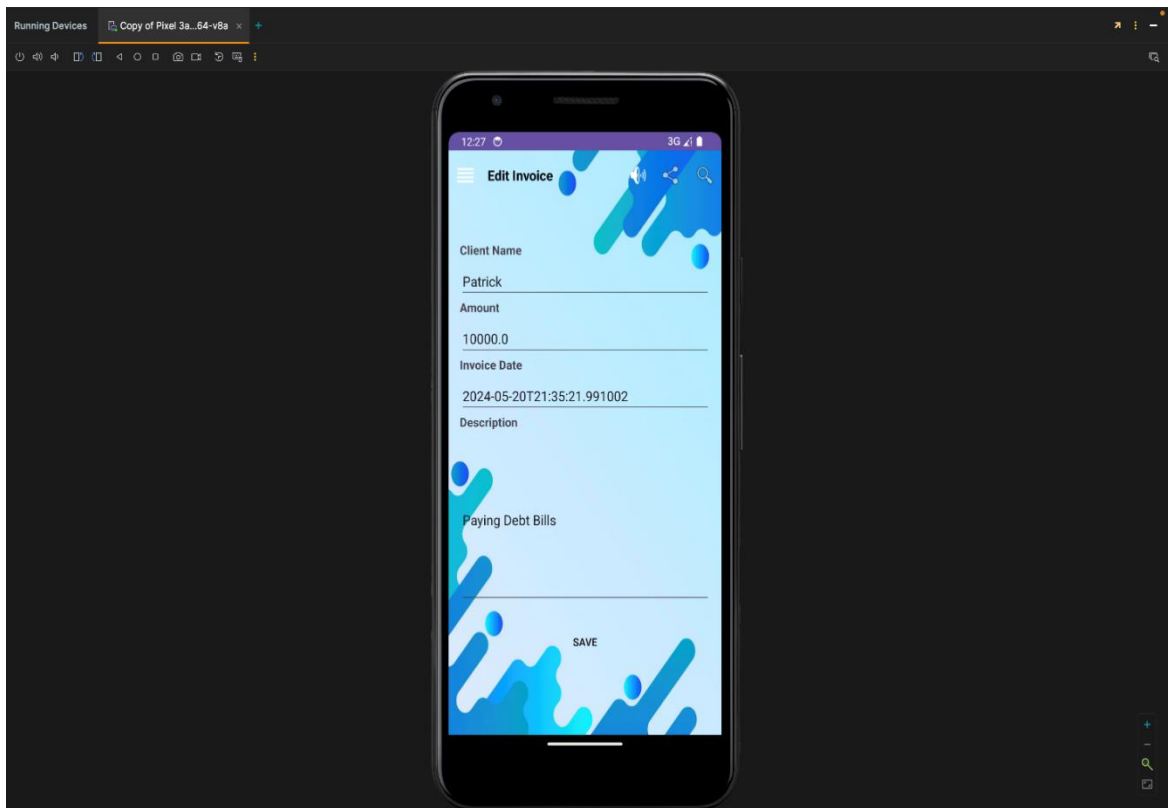 Running Devices Copy of Pixel 3a...64-v8a
12:27 3G
Edit Invoice
Client Name
Patrick
Amount
10000.0
Invoice Date
2024-05-20T21:35:21.991002
Description
Paying Debt Bills
SAVE